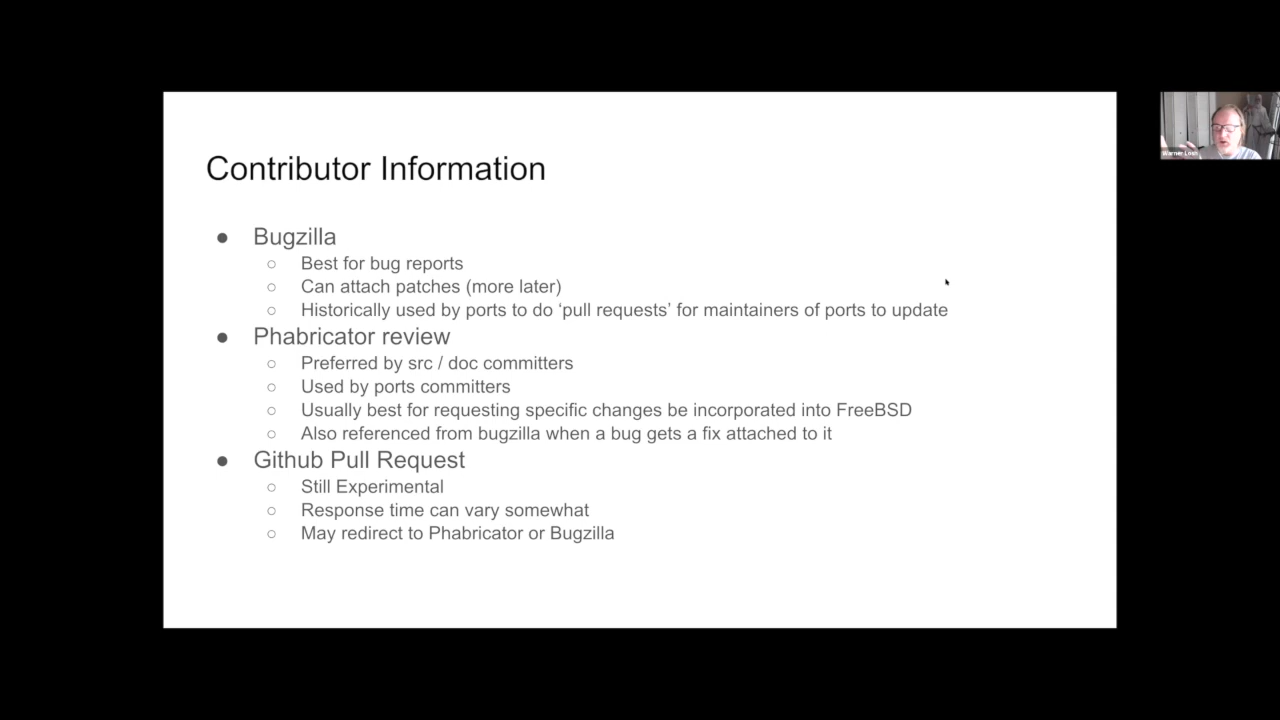 Contributor Information
● Bugzilla
○ Best for bug reports
○ Can attach patches (more later)
○ Historically used by ports to do ‘pull requests’ for maintainers of ports to update
● Phabricator review
○ Preferred by src / doc committers
○ Used by ports committers
○ Usually best for requesting specific changes be incorporated into FreeBSD
○ Also referenced from bugzilla when a bug gets a fix attached to it
● Github Pull Request
○ Still Experimental
○ Response time can vary somewhat
○ May redirect to Phabricator or Bugzilla
Warner Losh